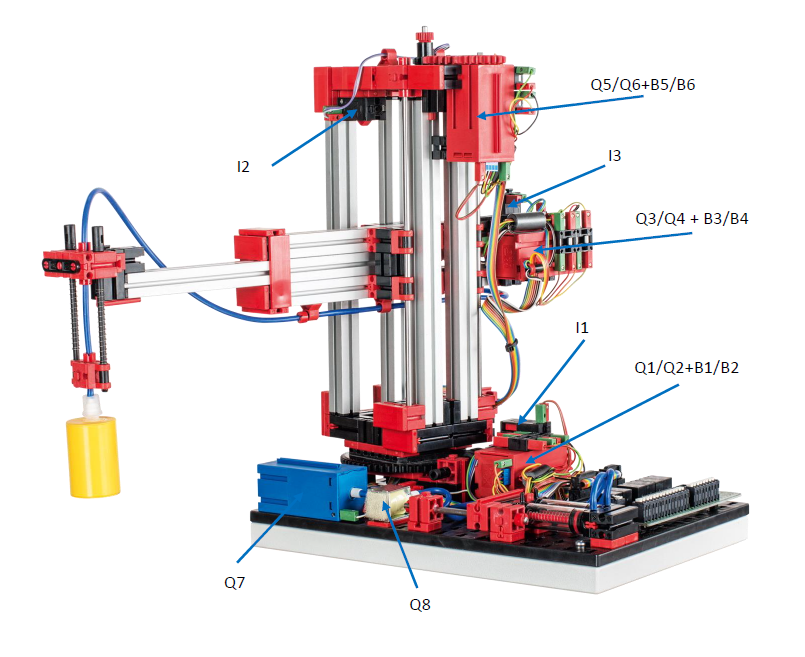 Q5/Q6+B5/B6
I2
I3
Q3/Q4 + B3/B4
I1
Q1/Q2+B1/B2
Q7
Q8